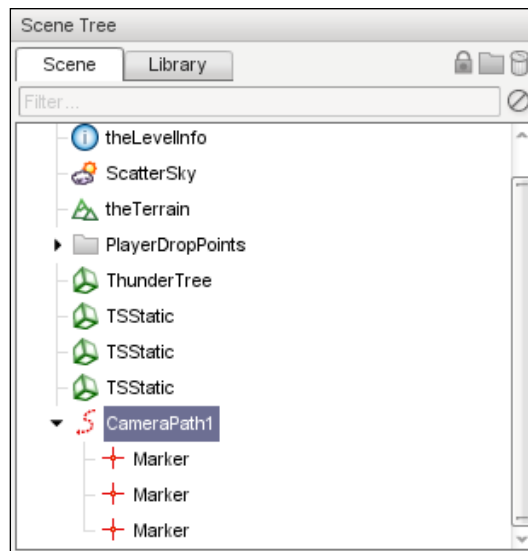 Scene Tree
Scene Library
Filter...
theLevelInfo
ScatterSky
theTerrain
PlayerDropPoints
ThunderTree
TSStatic
TSStatic
TSStatic
CameraPath1
Marker
Marker
Marker